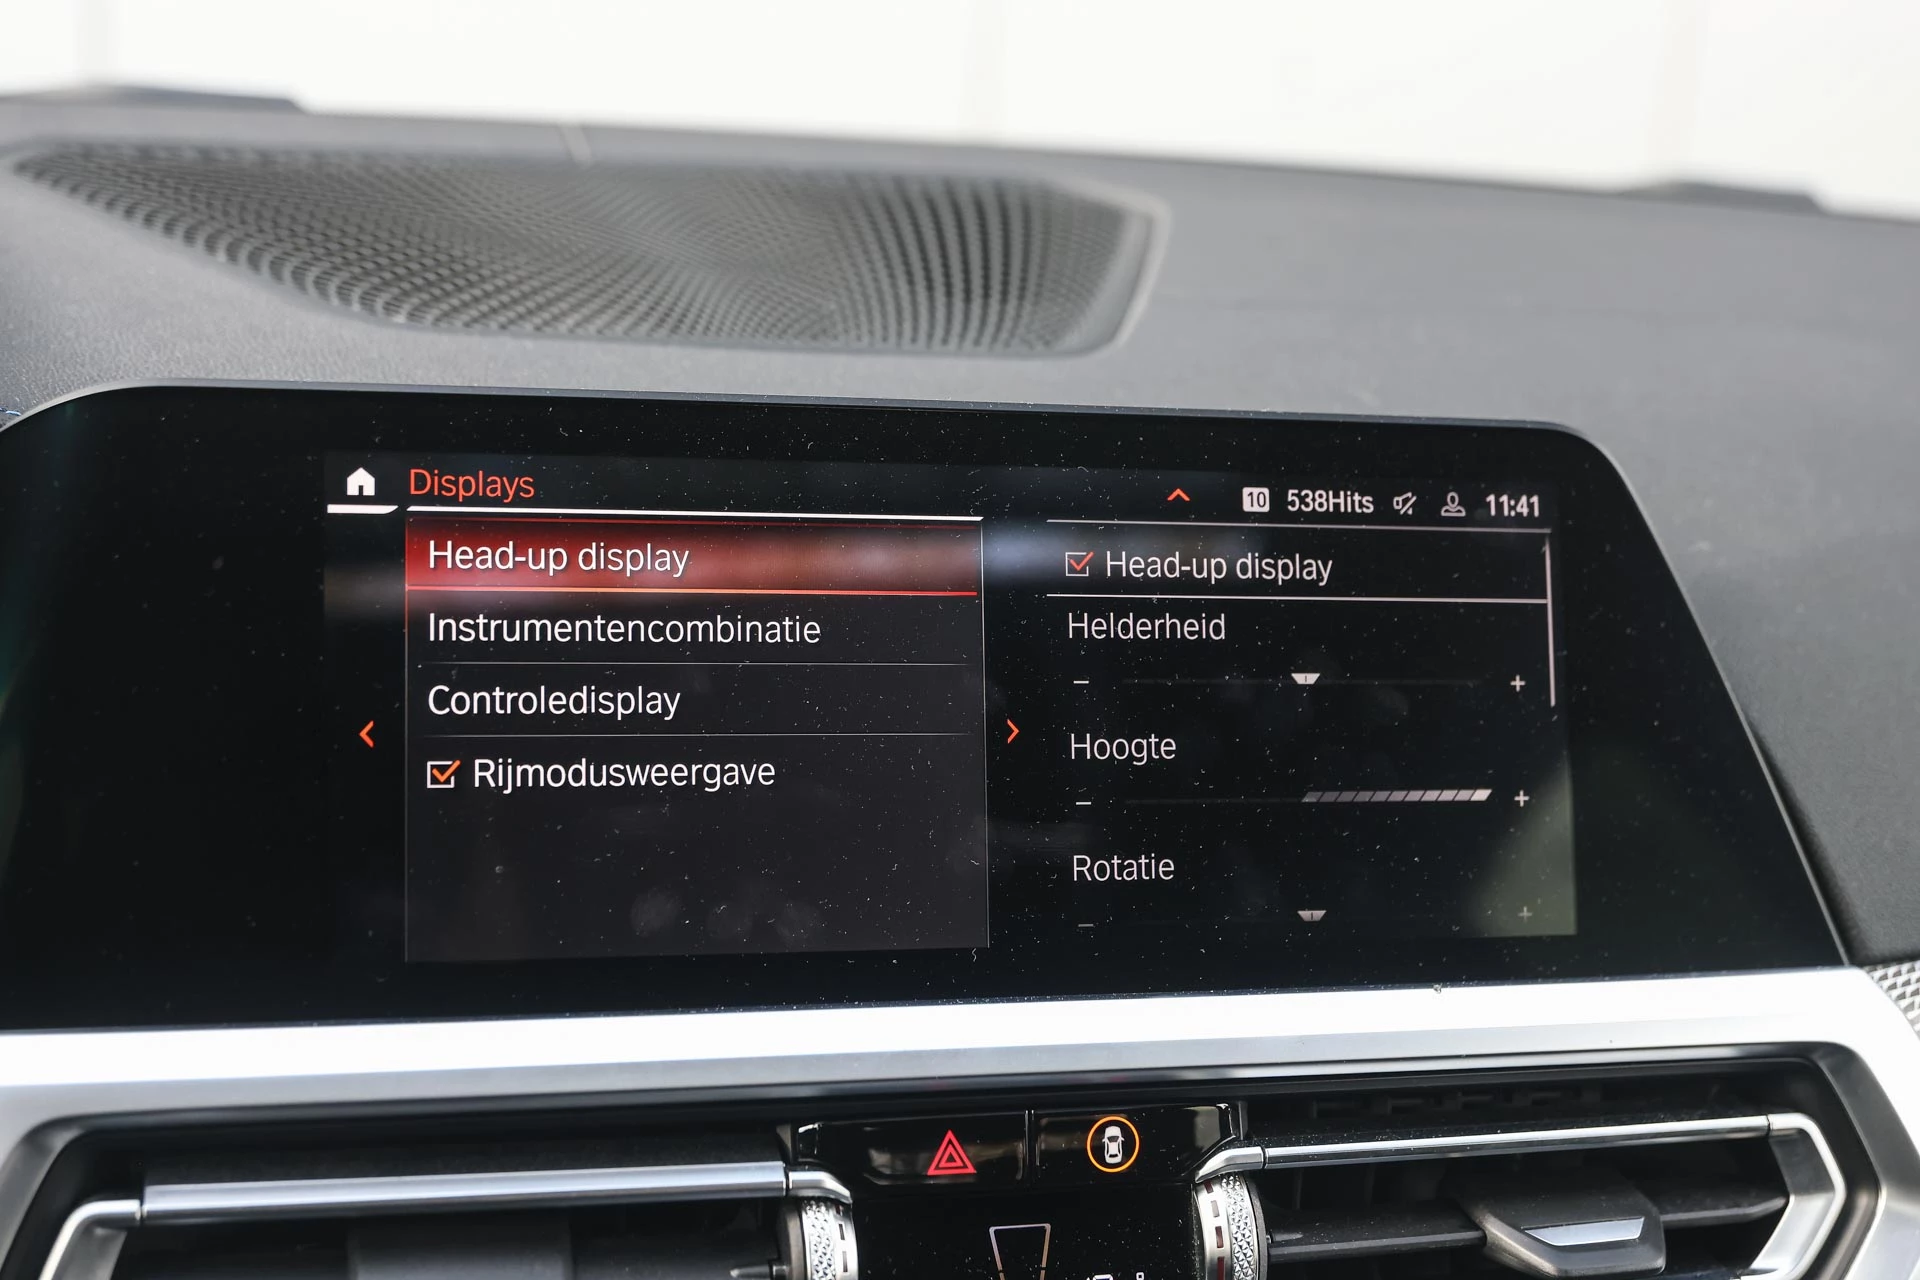 Displays
10 538Hits 11:41
Head-up display
Instrumentencombinatie
Controledisplay
Rijmodusweergave
Head-up display
Helderheid
- +
Hoogte
- +
Rotatie
- +